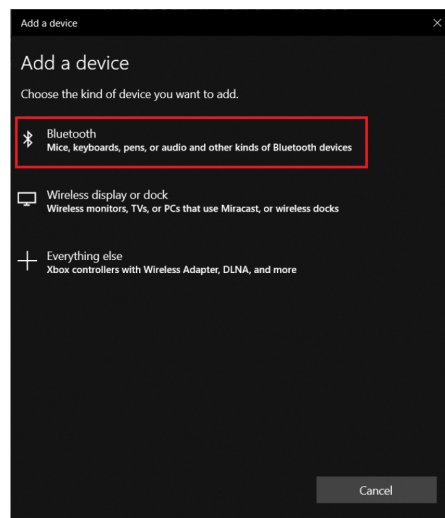 Add a device
Add a device
Choose the kind of device you want to add.
Bluetooth
Mice, keyboards, pens, or audio and other kinds of Bluetooth devices
Wireless display or dock
Wireless monitors, TVs, or PCs that use Miracast, or wireless docks
Everything else
Xbox controllers with Wireless Adapter, DLNA, and more
Cancel